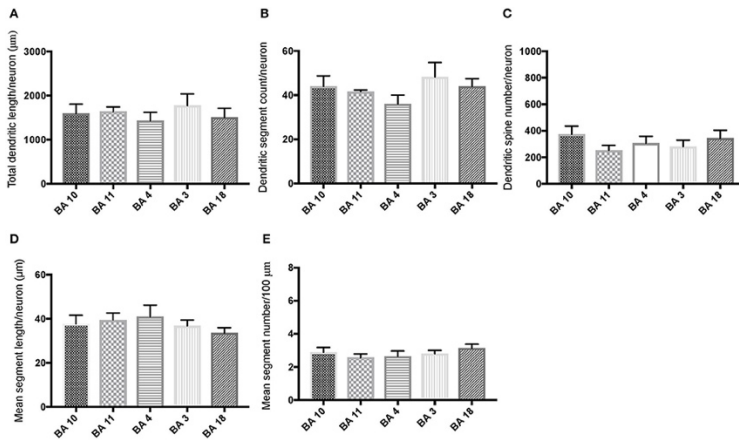 A
Total dendritic length/neuron (μm)
3000
2000
1000
0
BA 10
BA 11
BA 4
BA 3
BA 18
B
Dendritic segment count/neuron
60
40
20
0
BA 10
BA 11
BA 4
BA 3
BA 18
C
Dendritic spine number/neuron
1000
800
600
400
200
0
BA 10
BA 11
BA 4
BA 3
BA 18
D
Mean segment length/neuron (μm)
60
40
20
0
BA 10
BA 11
BA 4
BA 3
BA 18
E
Mean segment number/100 μm
8
6
4
2
0
BA 10
BA 11
BA 4
BA 3
BA 18